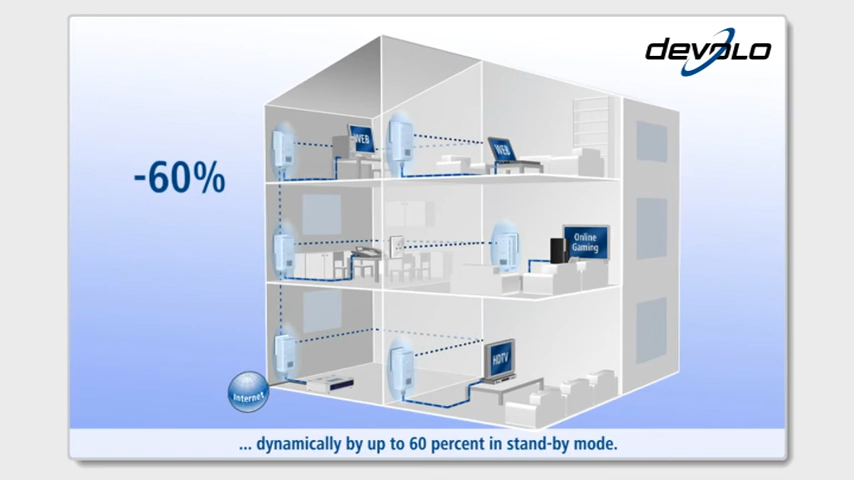 devolo
-60%
WEB
WEB
Online
Gaming
HDTV
Internet
... dynamically by up to 60 percent in stand-by mode.